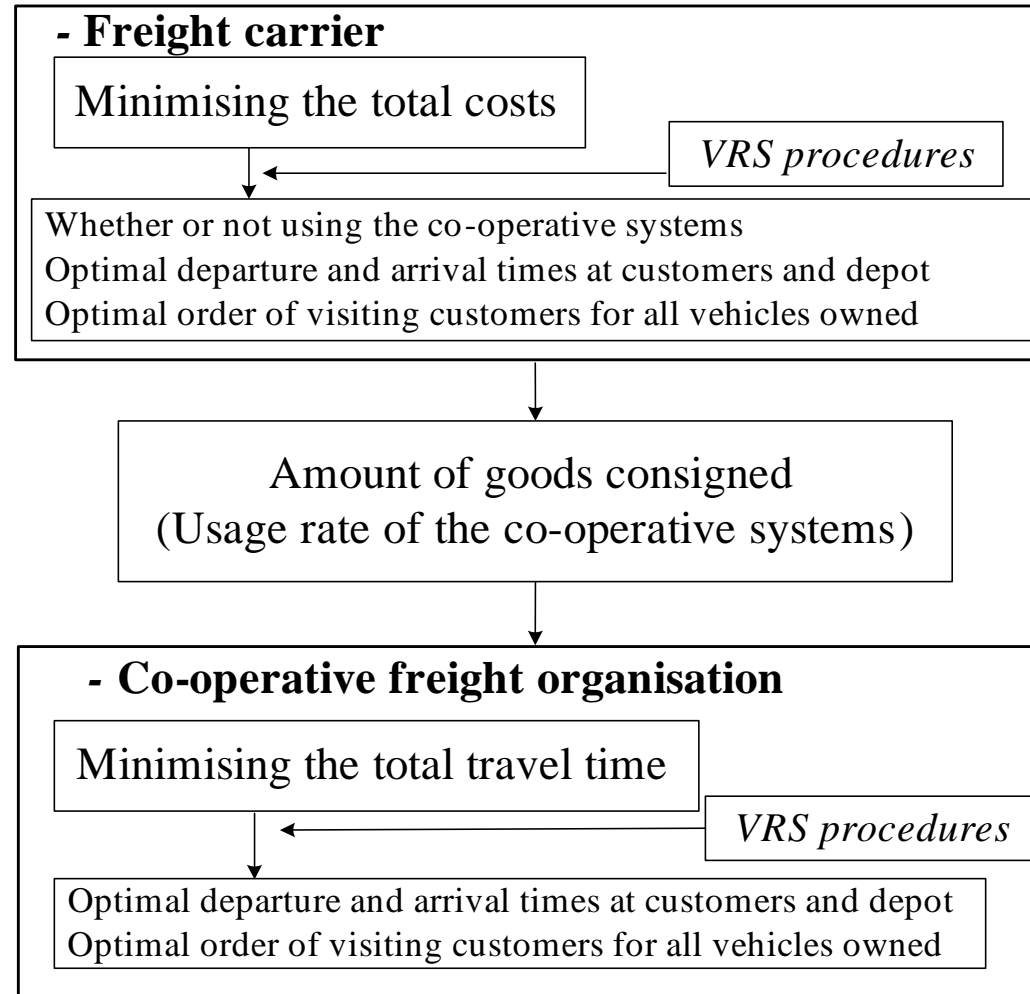 - Freight carrier
Minimising the total costs
VRS procedures
Whether or not using the co-operative systems
Optimal departure and arrival times at customers and depot
Optimal order of visiting customers for all vehicles owned
Amount of goods consigned
(Usage rate of the co-operative systems)
- Co-operative freight organisation
Minimising the total travel time
VRS procedures
Optimal departure and arrival times at customers and depot
Optimal order of visiting customers for all vehicles owned